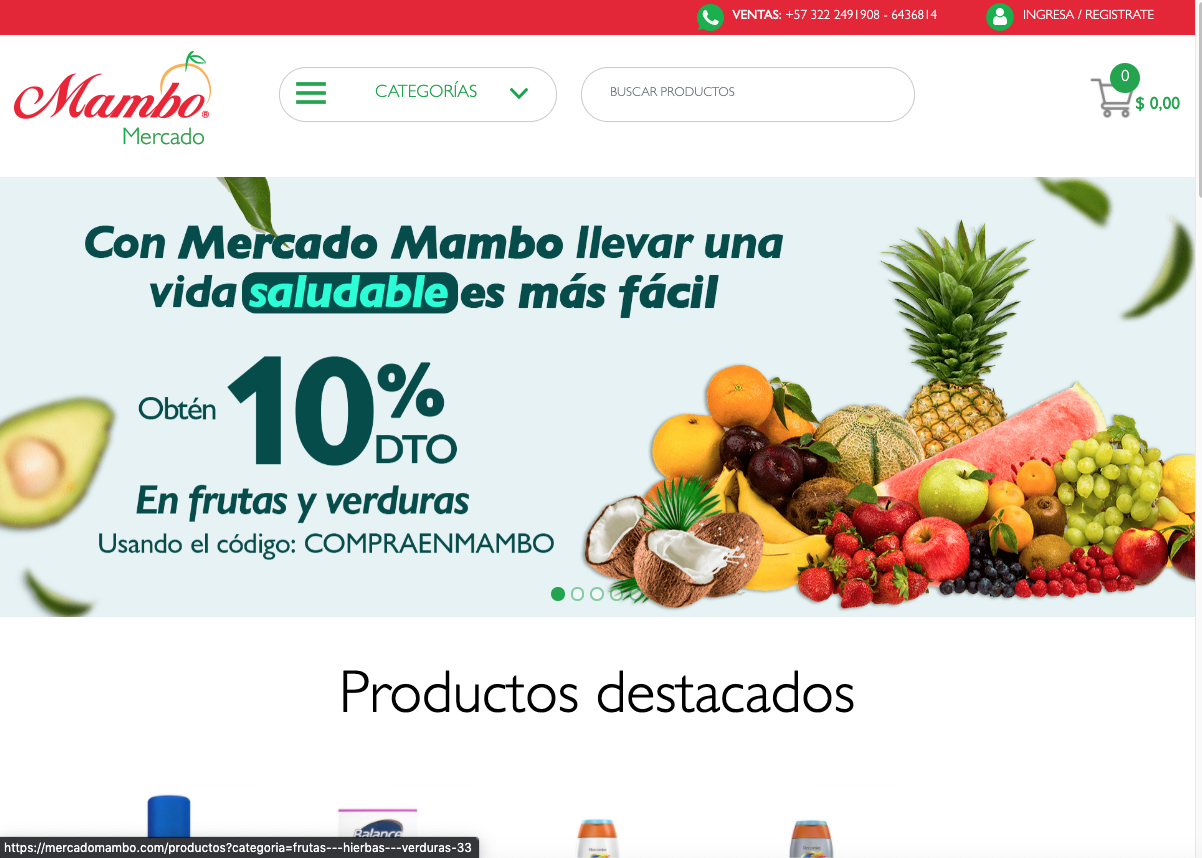 VENTAS: +57 322 2491908 - 6436814
INGRESA / REGISTRATE
Mambo®
Mercado
CATEGORÍAS
BUSCAR PRODUCTOS
0
$ 0,00
Con Mercado Mambo llevar una
vida saludable es más fácil
Obtén 10% DTO
En frutas y verduras
Usando el código: COMPRAENMAMBO
Productos destacados
Balance
https://mercadomambo.com/productos?categoria=frutas---hierbas---verduras-33